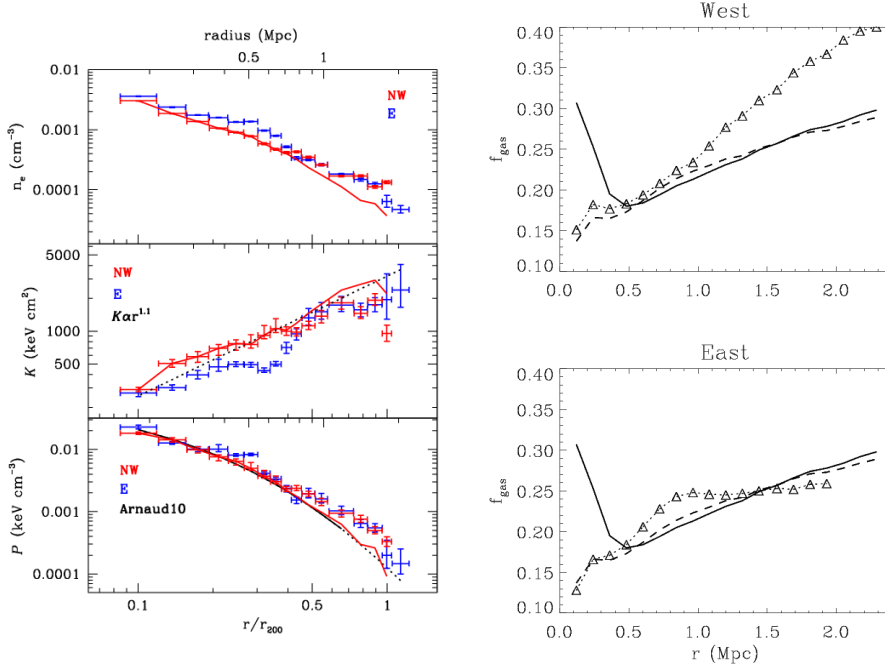 radius (Mpc)
0.5 1
0.01
0.001
0.0001
n_e (cm⁻³)
NW
E
5000
1000
500
K (keV cm²)
NW
E
Kαr^1.1
0.01
0.001
0.0001
P (keV cm⁻³)
NW
E
Arnaud10
0.1 0.5 1
r/r_200
West
0.40
0.35
0.30
0.25
0.20
0.15
0.10
f_gas
0.0 0.5 1.0 1.5 2.0
East
0.40
0.35
0.30
0.25
0.20
0.15
0.10
f_gas
0.0 0.5 1.0 1.5 2.0
r (Mpc)